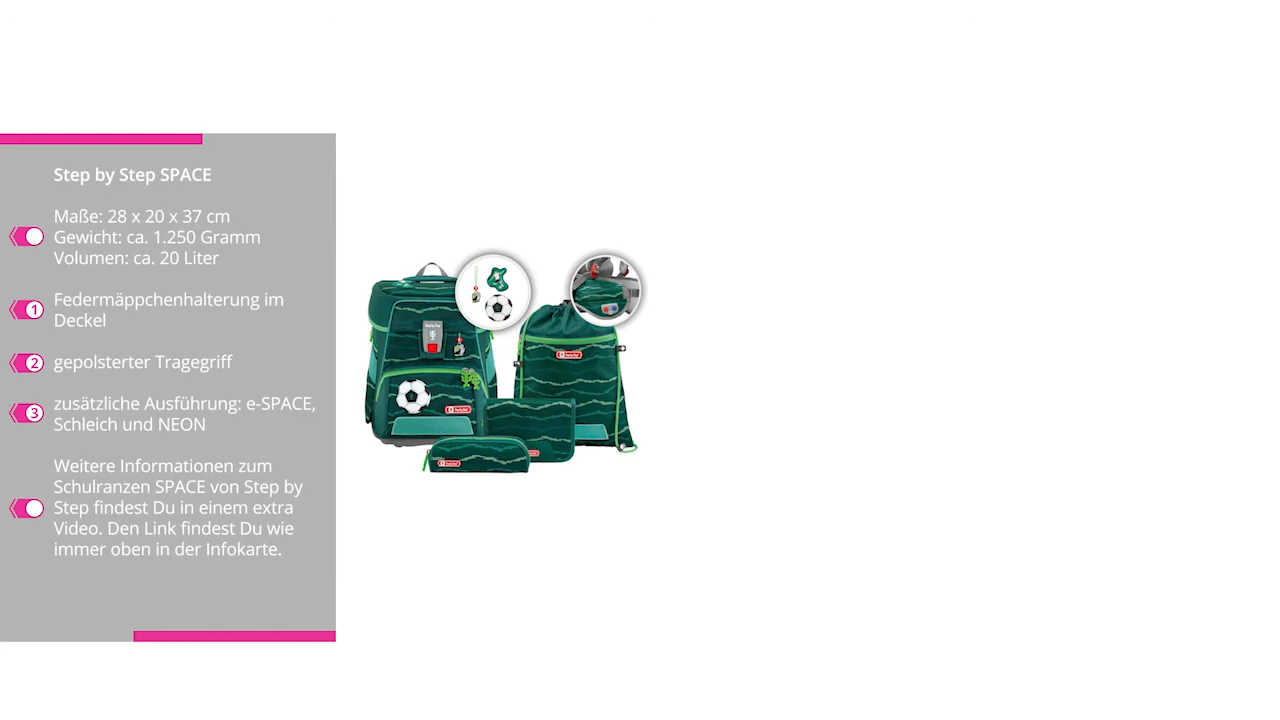 Step by Step SPACE
Maße: 28 x 20 x 37 cm
Gewicht: ca. 1.250 Gramm
Volumen: ca. 20 Liter
1
Federmäppchenhalterung im
Deckel
2
gepolsterter Tragegriff
3
zusätzliche Ausführung: e-SPACE,
Schleich und NEON
Weitere Informationen zum
Schulranzen SPACE von Step by
Step findest Du in einem extra
Video. Den Link findest Du wie
immer oben in der Infokarte.